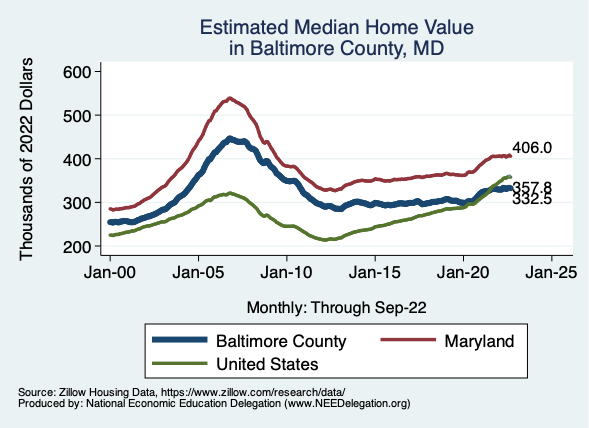 Estimated Median Home Value
in Baltimore County, MD
Thousands of 2022 Dollars
600
500
400
300
200
406.0
357.8
332.5
Jan-00 Jan-05 Jan-10 Jan-15 Jan-20 Jan-25
Monthly: Through Sep-22
Baltimore County Maryland
United States
Source: Zillow Housing Data, https://www.zillow.com/research/data/
Produced by: National Economic Education Delegation (www.NEEDelegation.org)